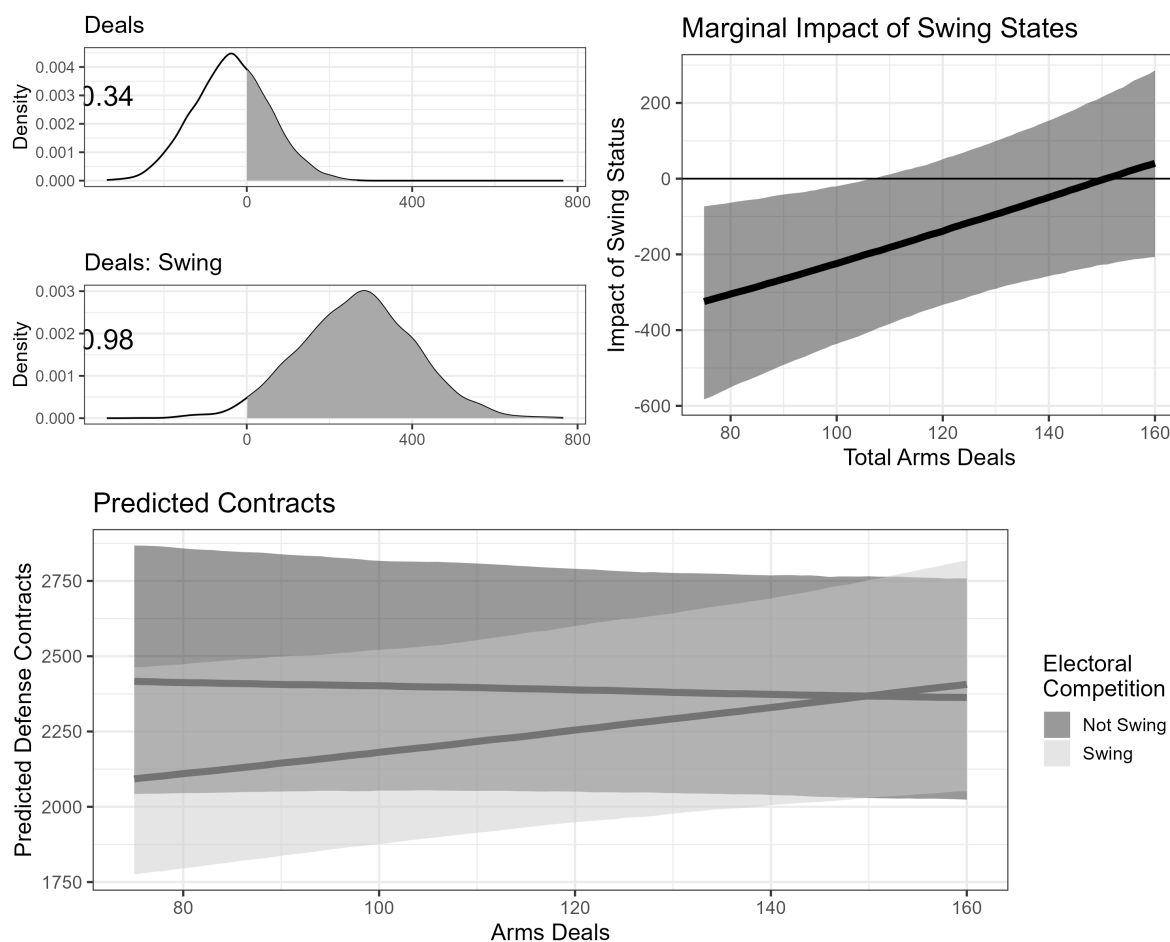 Deals
Density
0.004
0.003
0.002
0.001
0.000
0.34
0
400
800
Deals: Swing
Density
0.003
0.002
0.001
0.000
0.98
0
400
800
Marginal Impact of Swing States
Impact of Swing Status
200
0
-200
-400
-600
80
100
120
140
160
Total Arms Deals
Predicted Contracts
Predicted Defense Contracts
2750
2500
2250
2000
1750
80
100
120
140
160
Arms Deals
Electoral
Competition
Not Swing
Swing